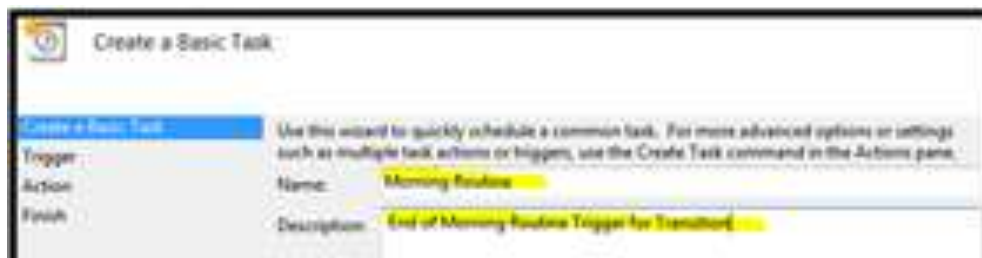 Create a Basic Task
Create a Basic Task
Use this wizard to quickly schedule a common task. For more advanced options or settings
such as multiple task actions or triggers, use the Create Task command in the Actions pane.
Trigger
Action
Finish
Name: Morning Routine
Description: End of Morning Routine Trigger for Transition